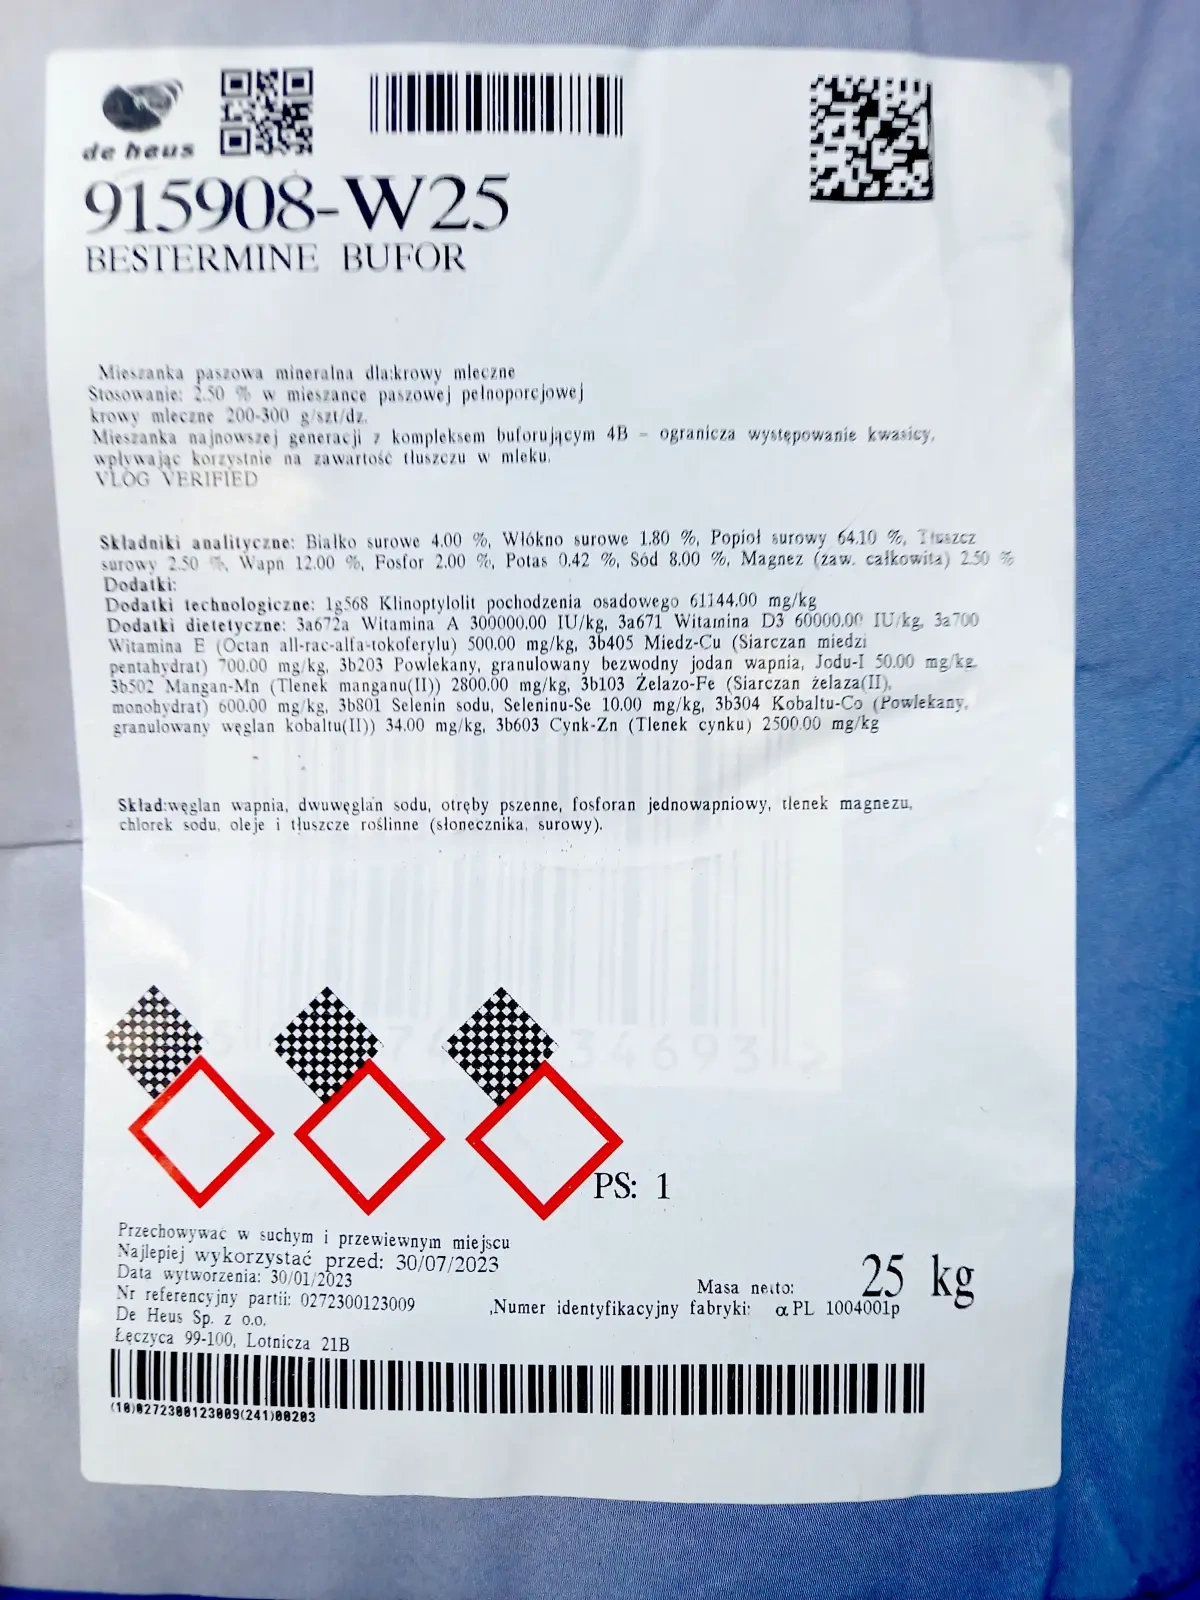 de heus
915908-W25
BESTERMINE BUFOR
Mieszanka paszowa mineralna dla:krowy mleczne
Stosowanie: 2.50 % w mieszance paszowej pełnoporcjowej
krowy mleczne 200-300 g/szt/dz.
Mieszanka najnowszej generacji z kompleksem buforującym 4B - ogranicza występowanie kwasicy,
wpływając korzystnie na zawartość tłuszczu w mleku.
VLOG VERIFIED
Składniki analityczne: Białko surowe 4.00 %, Włókno surowe 1.80 %, Popioł surowy 64.10 %, Tłuszcz
surowy 2.50 %, Wapń 12.00 %, Fosfor 2.00 %, Potas 0.42 %, Sód 8.00 %, Magnez (zaw. całkowita) 2.50 %
Dodatki:
Dodatki technologiczne: 1g568 Klinoptylolit pochodzenia osadowego 61144.00 mg/kg
Dodatki dietetyczne: 3a672a Witamina A 300000.00 IU/kg, 3a671 Witamina D3 60000.00 IU/kg, 3a700
Witamina E (Octan all-rac-alfa-tokoferylu) 500.00 mg/kg, 3b405 Miedz-Cu (Siarczan miedzi
pentahydrat) 700.00 mg/kg, 3b203 Powlekany, granulowany bezwodny jodan wapnia, Jodu-I 50.00 mg/kg,
3b502 Mangan-Mn (Tlenek manganu(II)) 2800.00 mg/kg, 3b103 Żelazo-Fe (Siarczan żelaza(II),
monohydrat) 600.00 mg/kg, 3b801 Selenin sodu, Seleninu-Se 10.00 mg/kg, 3b304 Kobaltu-Co (Powlekany,
granulowany węglan kobaltu(II)) 34.00 mg/kg, 3b603 Cynk-Zn (Tlenek cynku) 2500.00 mg/kg
Skład:węglan wapnia, dwuwęglan sodu, otręby pszenne, fosforan jednowapniowy, tlenek magnezu,
chlorek sodu, oleje i tłuszcze roślinne (słonecznika, surowy).
34693
PS: 1
Przechowywać w suchym i przewiewnym miejscu
Najlepiej wykorzystać przed: 30/07/2023
Data wytworzenia: 30/01/2023
Masa netto: 25 kg
Nr referencyjny partii: 0272300123009
,Numer identyfikacyjny fabryki: αPL 1004001p
De Heus Sp. z o.o.
Łęczyca 99-100, Lotnicza 21B
(10)0272300123009(241)00203